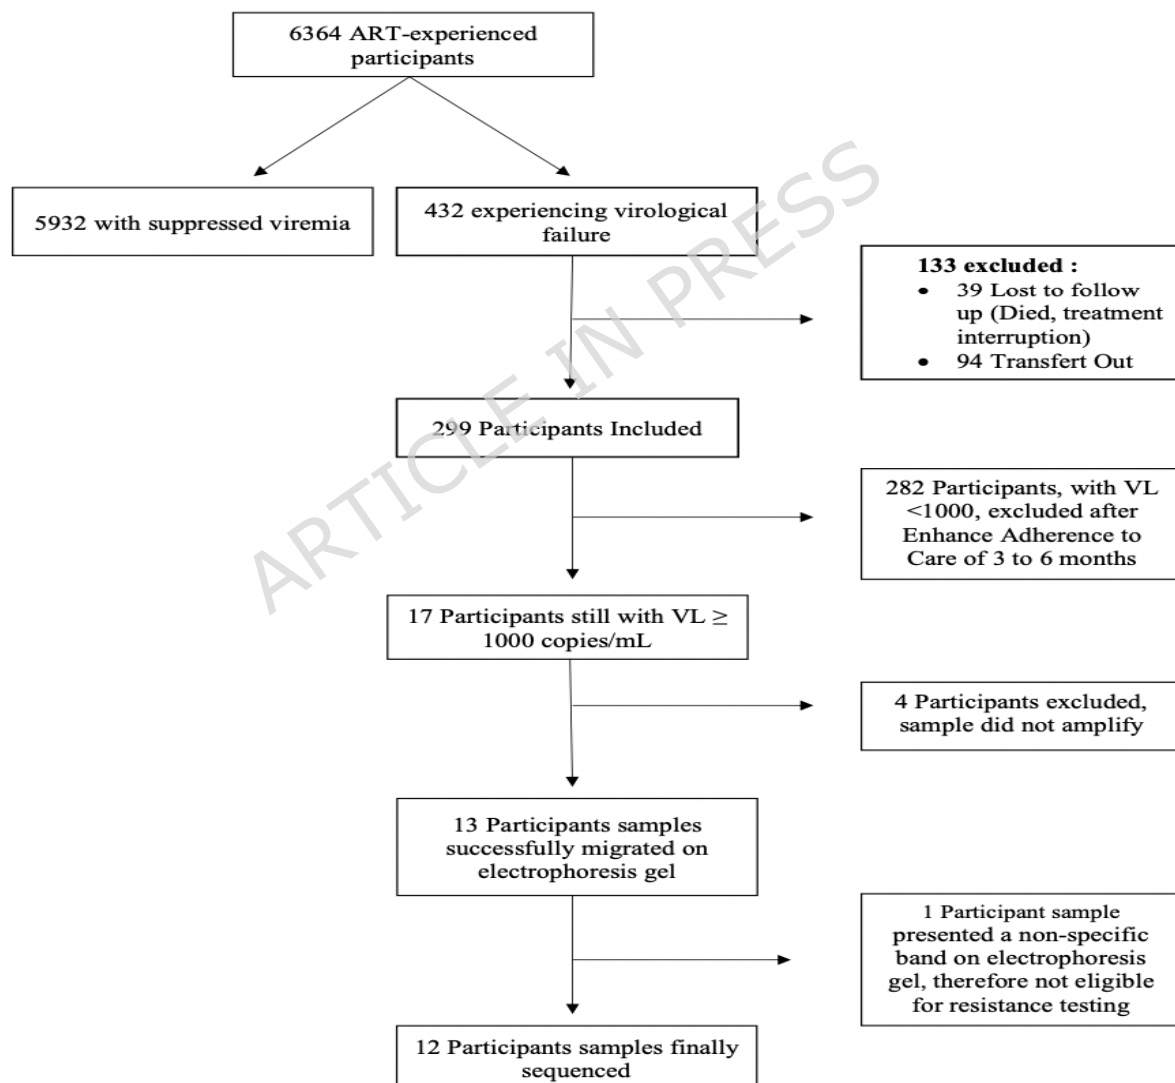 6364 ART-experienced
participants
5932 with suppressed viremia
432 experiencing virological
failure
133 excluded :
• 39 Lost to follow
up (Died, treatment
interruption)
• 94 Transfert Out
299 Participants Included
282 Participants, with VL
<1000, excluded after
Enhance Adherence to
Care of 3 to 6 months
17 Participants still with VL ≥
1000 copies/mL
4 Participants excluded,
sample did not amplify
13 Participants samples
successfully migrated on
electrophoresis gel
1 Participant sample
presented a non-specific
band on electrophoresis
gel, therefore not eligible
for resistance testing
12 Participants samples finally
sequenced
ARTICLE IN PRESS